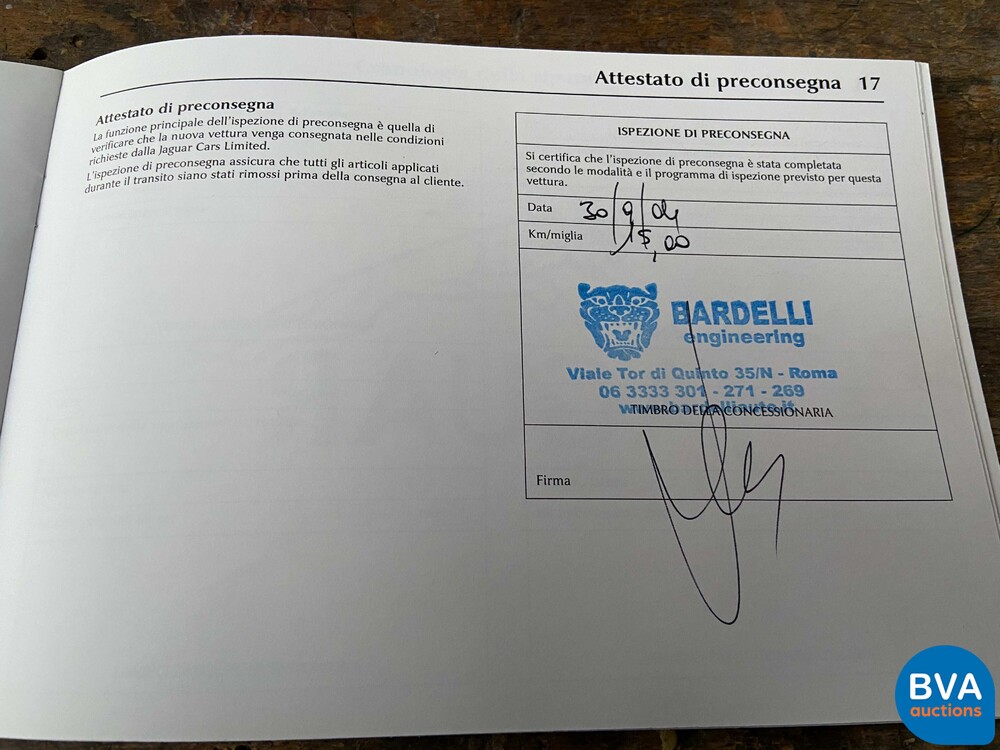 Attestato di preconsegna 17
Attestato di preconsegna
La funzione principale dell'ispezione di preconsegna è quella di
verificare che la nuova vettura venga consegnata nelle condizioni
richieste dalla Jaguar Cars Limited.
L'ispezione di preconsegna assicura che tutti gli articoli applicati
durante il transito siano stati rimossi prima della consegna al cliente.
ISPEZIONE DI PRECONSEGNA
Si certifica che l'ispezione di preconsegna è stata completata
secondo le modalità e il programma di ispezione previsto per questa
vettura.
Data 30/9/04
Km/miglia
BARDELLI
engineering
Viale Tor di Quinto 35/N - Roma
06 3333 301 - 271 - 269
www.bardelliauto.it
TIMBRO DELLA CONCESSIONARIA
Firma
BVA
auctions